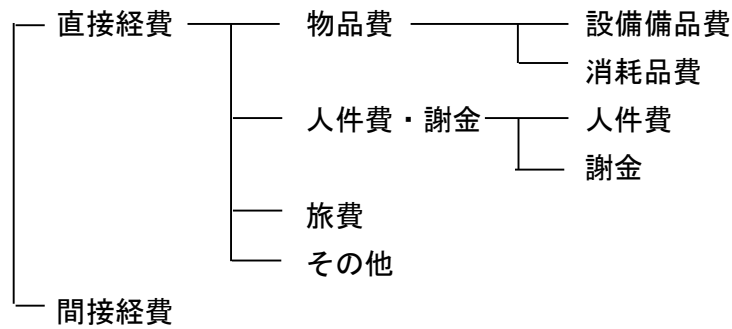 直接経費 物品費 設備備品費
消耗品費
人件費・謝金 人件費
謝金
旅費
その他
間接経費